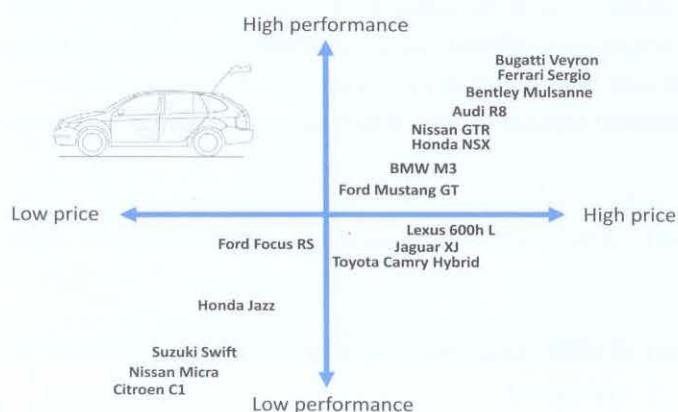 High performance
Bugatti Veyron
Ferrari Sergio
Bentley Mulsanne
Audi R8
Nissan GTR
Honda NSX
BMW M3
Ford Mustang GT
Low price
High price
Lexus 600h L
Ford Focus RS
Jaguar XJ
Toyota Camry Hybrid
Honda Jazz
Suzuki Swift
Nissan Micra
Citroen C1
Low performance